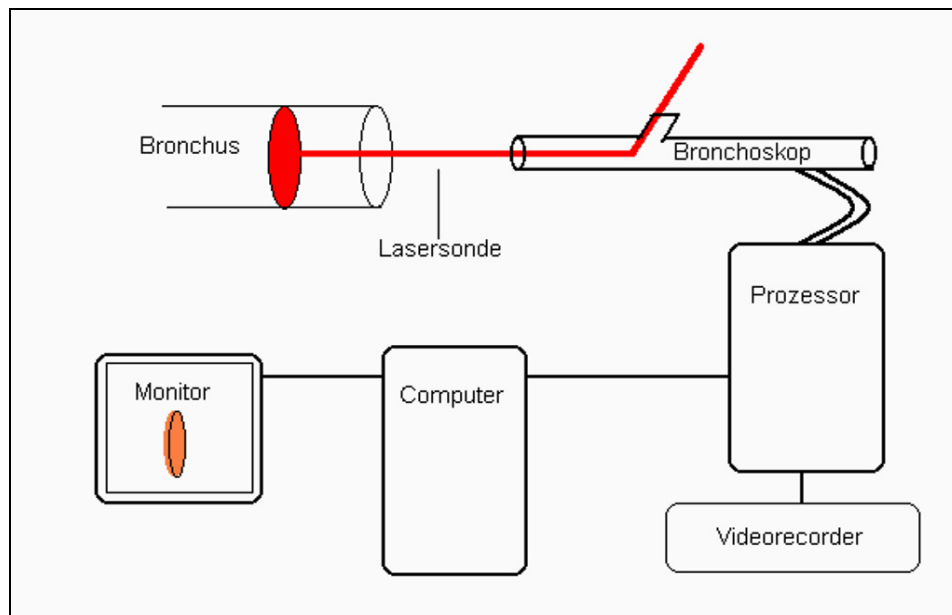 Bronchus
Bronchoskop
Lasersonde
Prozessor
Monitor
Computer
Videorecorder